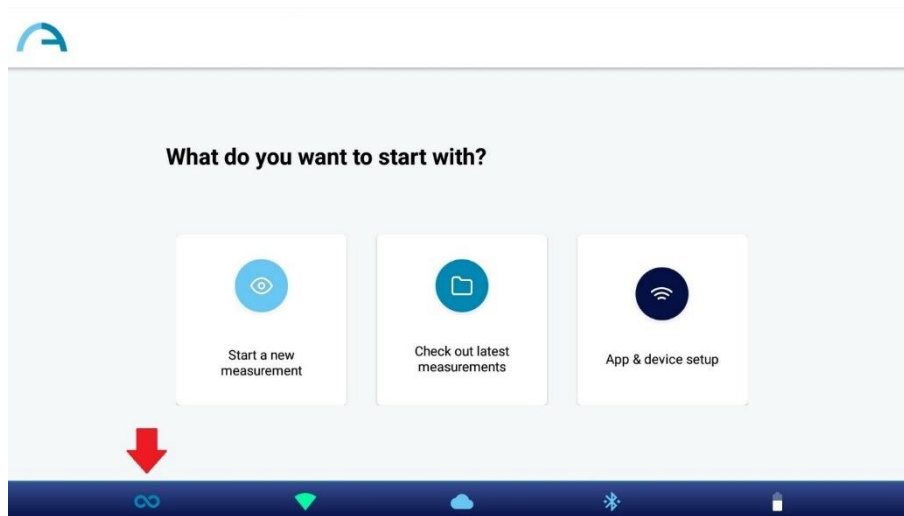 What do you want to start with?
Start a new
measurement
Check out latest
measurements
App & device setup